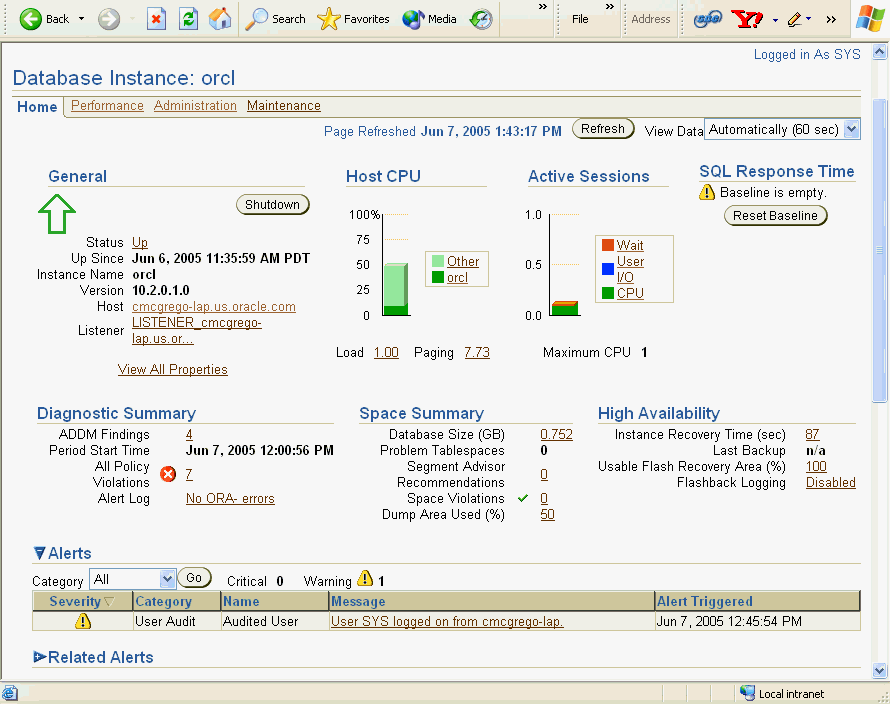 Back Search Favorites Media » File » Address »
Logged in As SYS
Database Instance: orcl
Home Performance Administration Maintenance
Page Refreshed Jun 7, 2005 1:43:17 PM Refresh View Data Automatically (60 sec)
General
Shutdown
Status Up
Up Since Jun 6, 2005 11:35:59 AM PDT
Instance Name orcl
Version 10.2.0.1.0
Host cmcgrego-lap.us.oracle.com
Listener LISTENER_cmcgrego-
lap.us.or...
View All Properties
Host CPU
100%
75
50
25
0
Other
orcl
Load 1.00 Paging 7.73
Active Sessions
1.0
0.5
0.0
Wait
User
I/O
CPU
Maximum CPU 1
SQL Response Time
Baseline is empty.
Reset Baseline
Diagnostic Summary
ADDM Findings 4
Period Start Time Jun 7, 2005 12:00:56 PM
All Policy
Violations 7
Alert Log No ORA- errors
Space Summary
Database Size (GB) 0.752
Problem Tablespaces 0
Segment Advisor
Recommendations 0
Space Violations 0
Dump Area Used (%) 50
High Availability
Instance Recovery Time (sec) 87
Last Backup n/a
Usable Flash Recovery Area (%) 100
Flashback Logging Disabled
Alerts
Category All Go Critical 0 Warning 1
Severity Category Name Message Alert Triggered
User Audit Audited User User SYS logged on from cmcgrego-lap. Jun 7, 2005 12:45:54 PM
Related Alerts
Local intranet